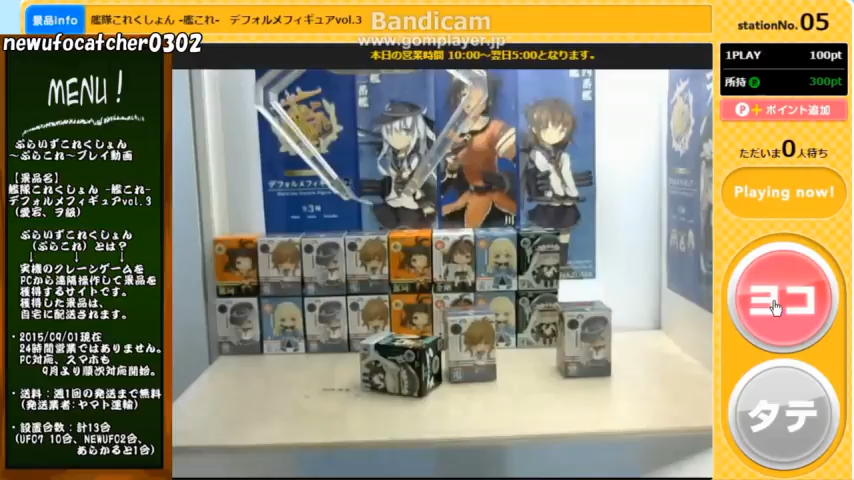 景品info
艦隊これくしょん -艦これ- デフォルメフィギュアvol.3
Bandicam
www.gomplayer.jp
stationNo. 05
newufocatcher0302
本日の営業時間 10:00～翌日5:00となります。
1PLAY 100pt
所持 P 300pt
P+ ポイント追加
ただいま0人待ち
Playing now!
ヨコ
タテ
MENU!
ぷらいずこれくしょん
～ぷらこれ～プレイ動画
【景品名】
艦隊これくしょん -艦これ-
デフォルメフィギュアvol.3
(愛宕、ヲ級)
ぷらいずこれくしょん
(ぷらこれ)とは?
↓ ↓ ↓
実機のクレーンゲームを
PCから遠隔操作して景品を
獲得するサイトです。
獲得した景品は、
自宅に配送されます。
・2015/09/01現在
24時間営業ではありません。
PC対応、スマホも
9月より順次対応開始。
・送料:週1回の発送まで無料
(発送業者:ヤマト運輸)
・設置台数:計13台
(UFO7 10台、NEWUFO2台、
あらかると1台)
デフォルメフィギュア
全3種
川